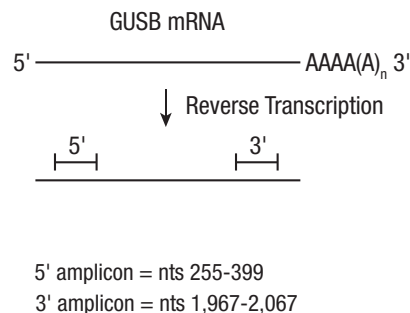 GUSB mRNA
5' AAAA(A)n 3'
Reverse Transcription
5' 3'
5' amplicon = nts 255-399
3' amplicon = nts 1,967-2,067